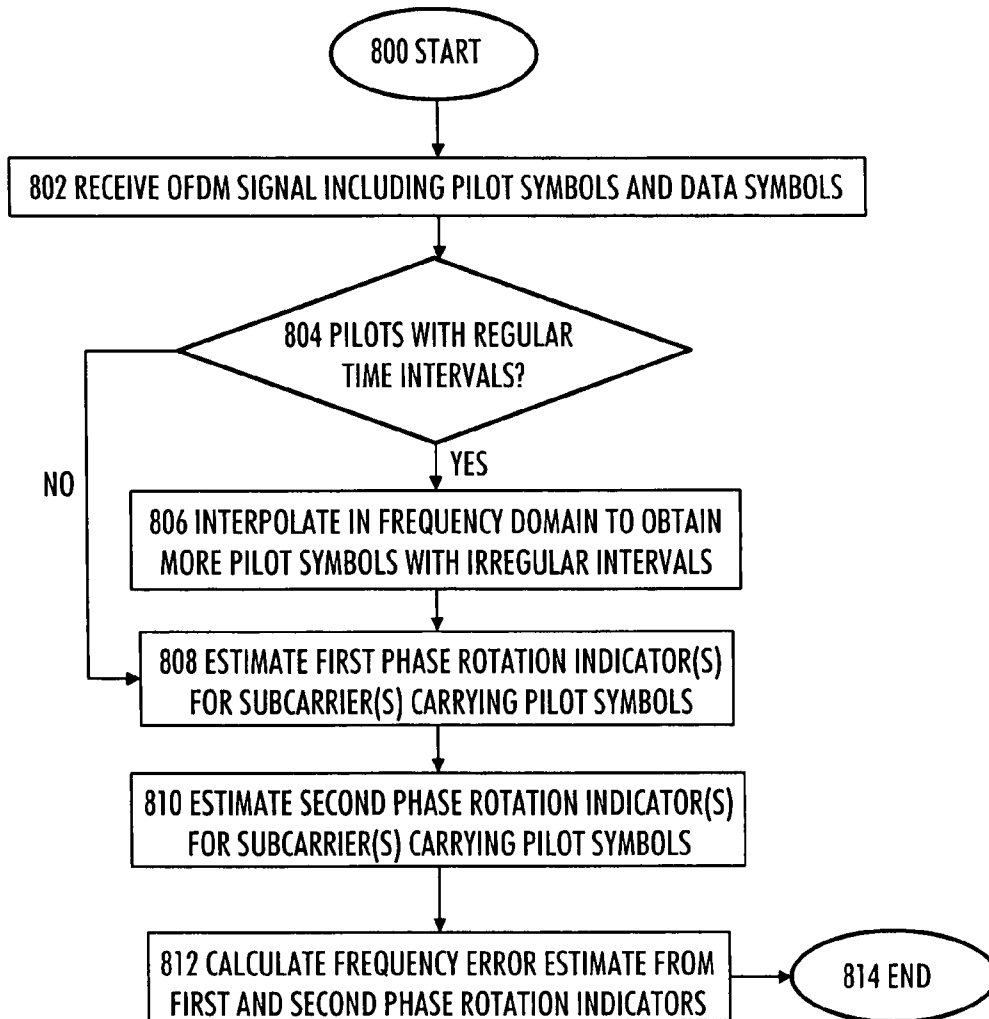 800 START
802 RECEIVE OFDM SIGNAL INCLUDING PILOT SYMBOLS AND DATA SYMBOLS
804 PILOTS WITH REGULAR
TIME INTERVALS?
NO
YES
806 INTERPOLATE IN FREQUENCY DOMAIN TO OBTAIN
MORE PILOT SYMBOLS WITH IRREGULAR INTERVALS
808 ESTIMATE FIRST PHASE ROTATION INDICATOR(S)
FOR SUBCARRIER(S) CARRYING PILOT SYMBOLS
810 ESTIMATE SECOND PHASE ROTATION INDICATOR(S)
FOR SUBCARRIER(S) CARRYING PILOT SYMBOLS
812 CALCULATE FREQUENCY ERROR ESTIMATE FROM
FIRST AND SECOND PHASE ROTATION INDICATORS
814 END